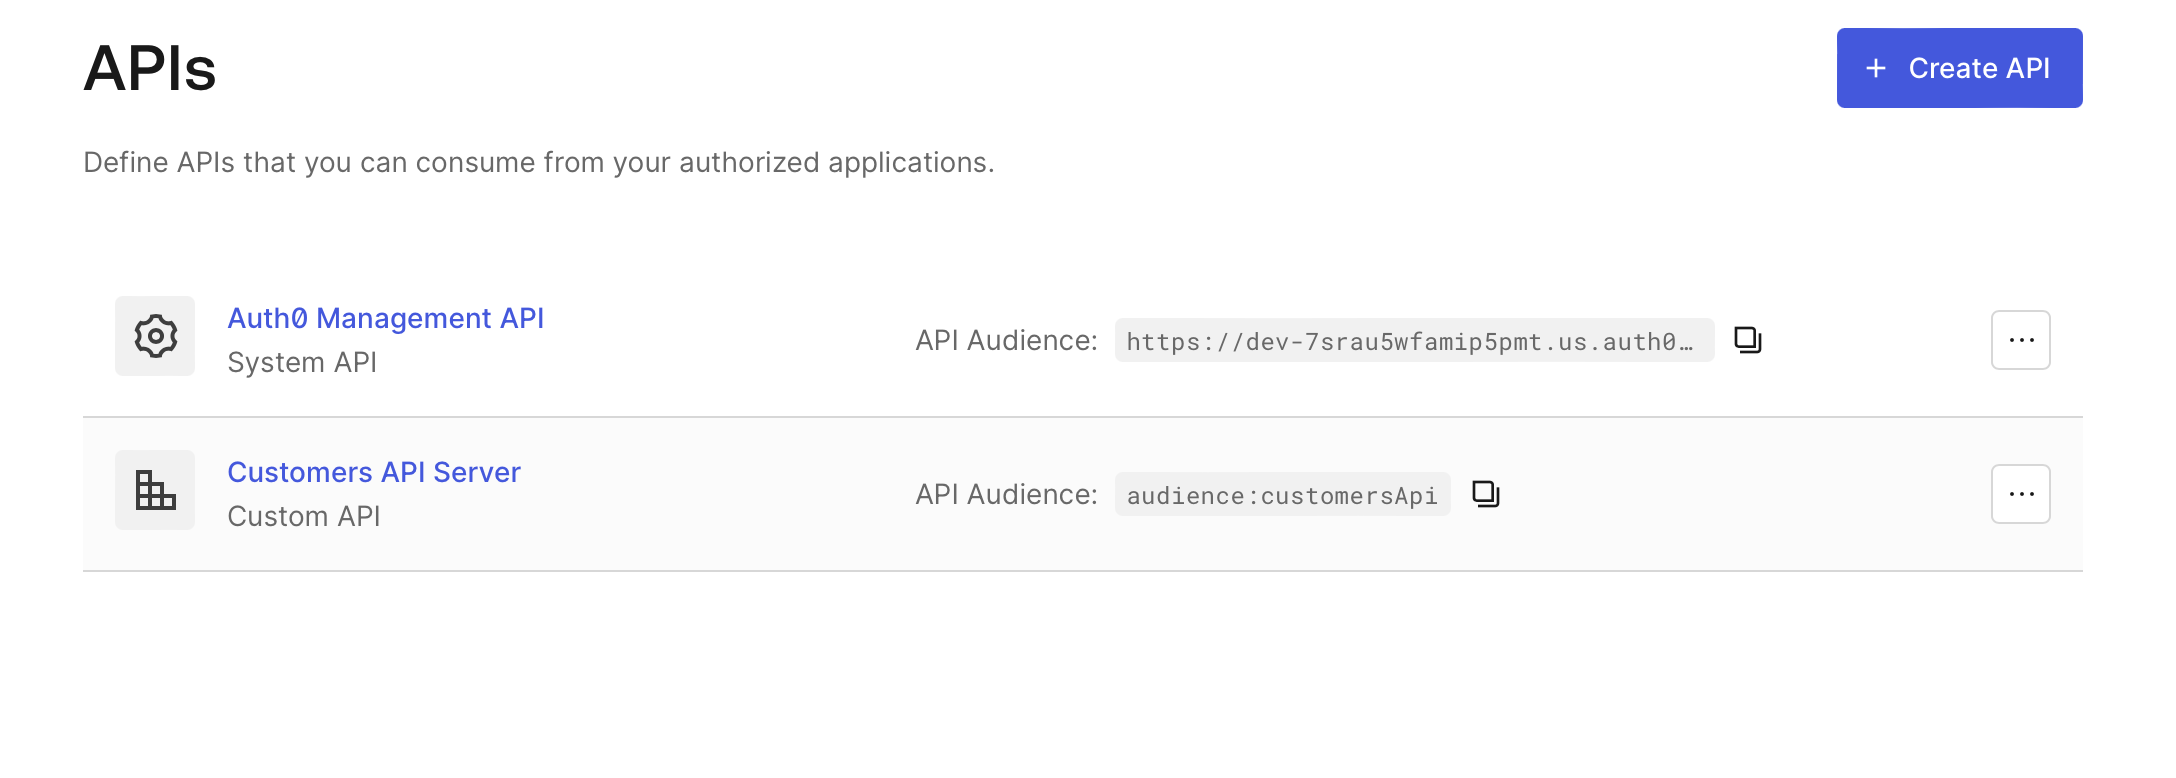 APIs
+ Create API
Define APIs that you can consume from your authorized applications.
Auth0 Management API
System API
API Audience: https://dev-7srau5wfamip5pmt.us.auth0…
Customers API Server
Custom API
API Audience: audience:customersApi